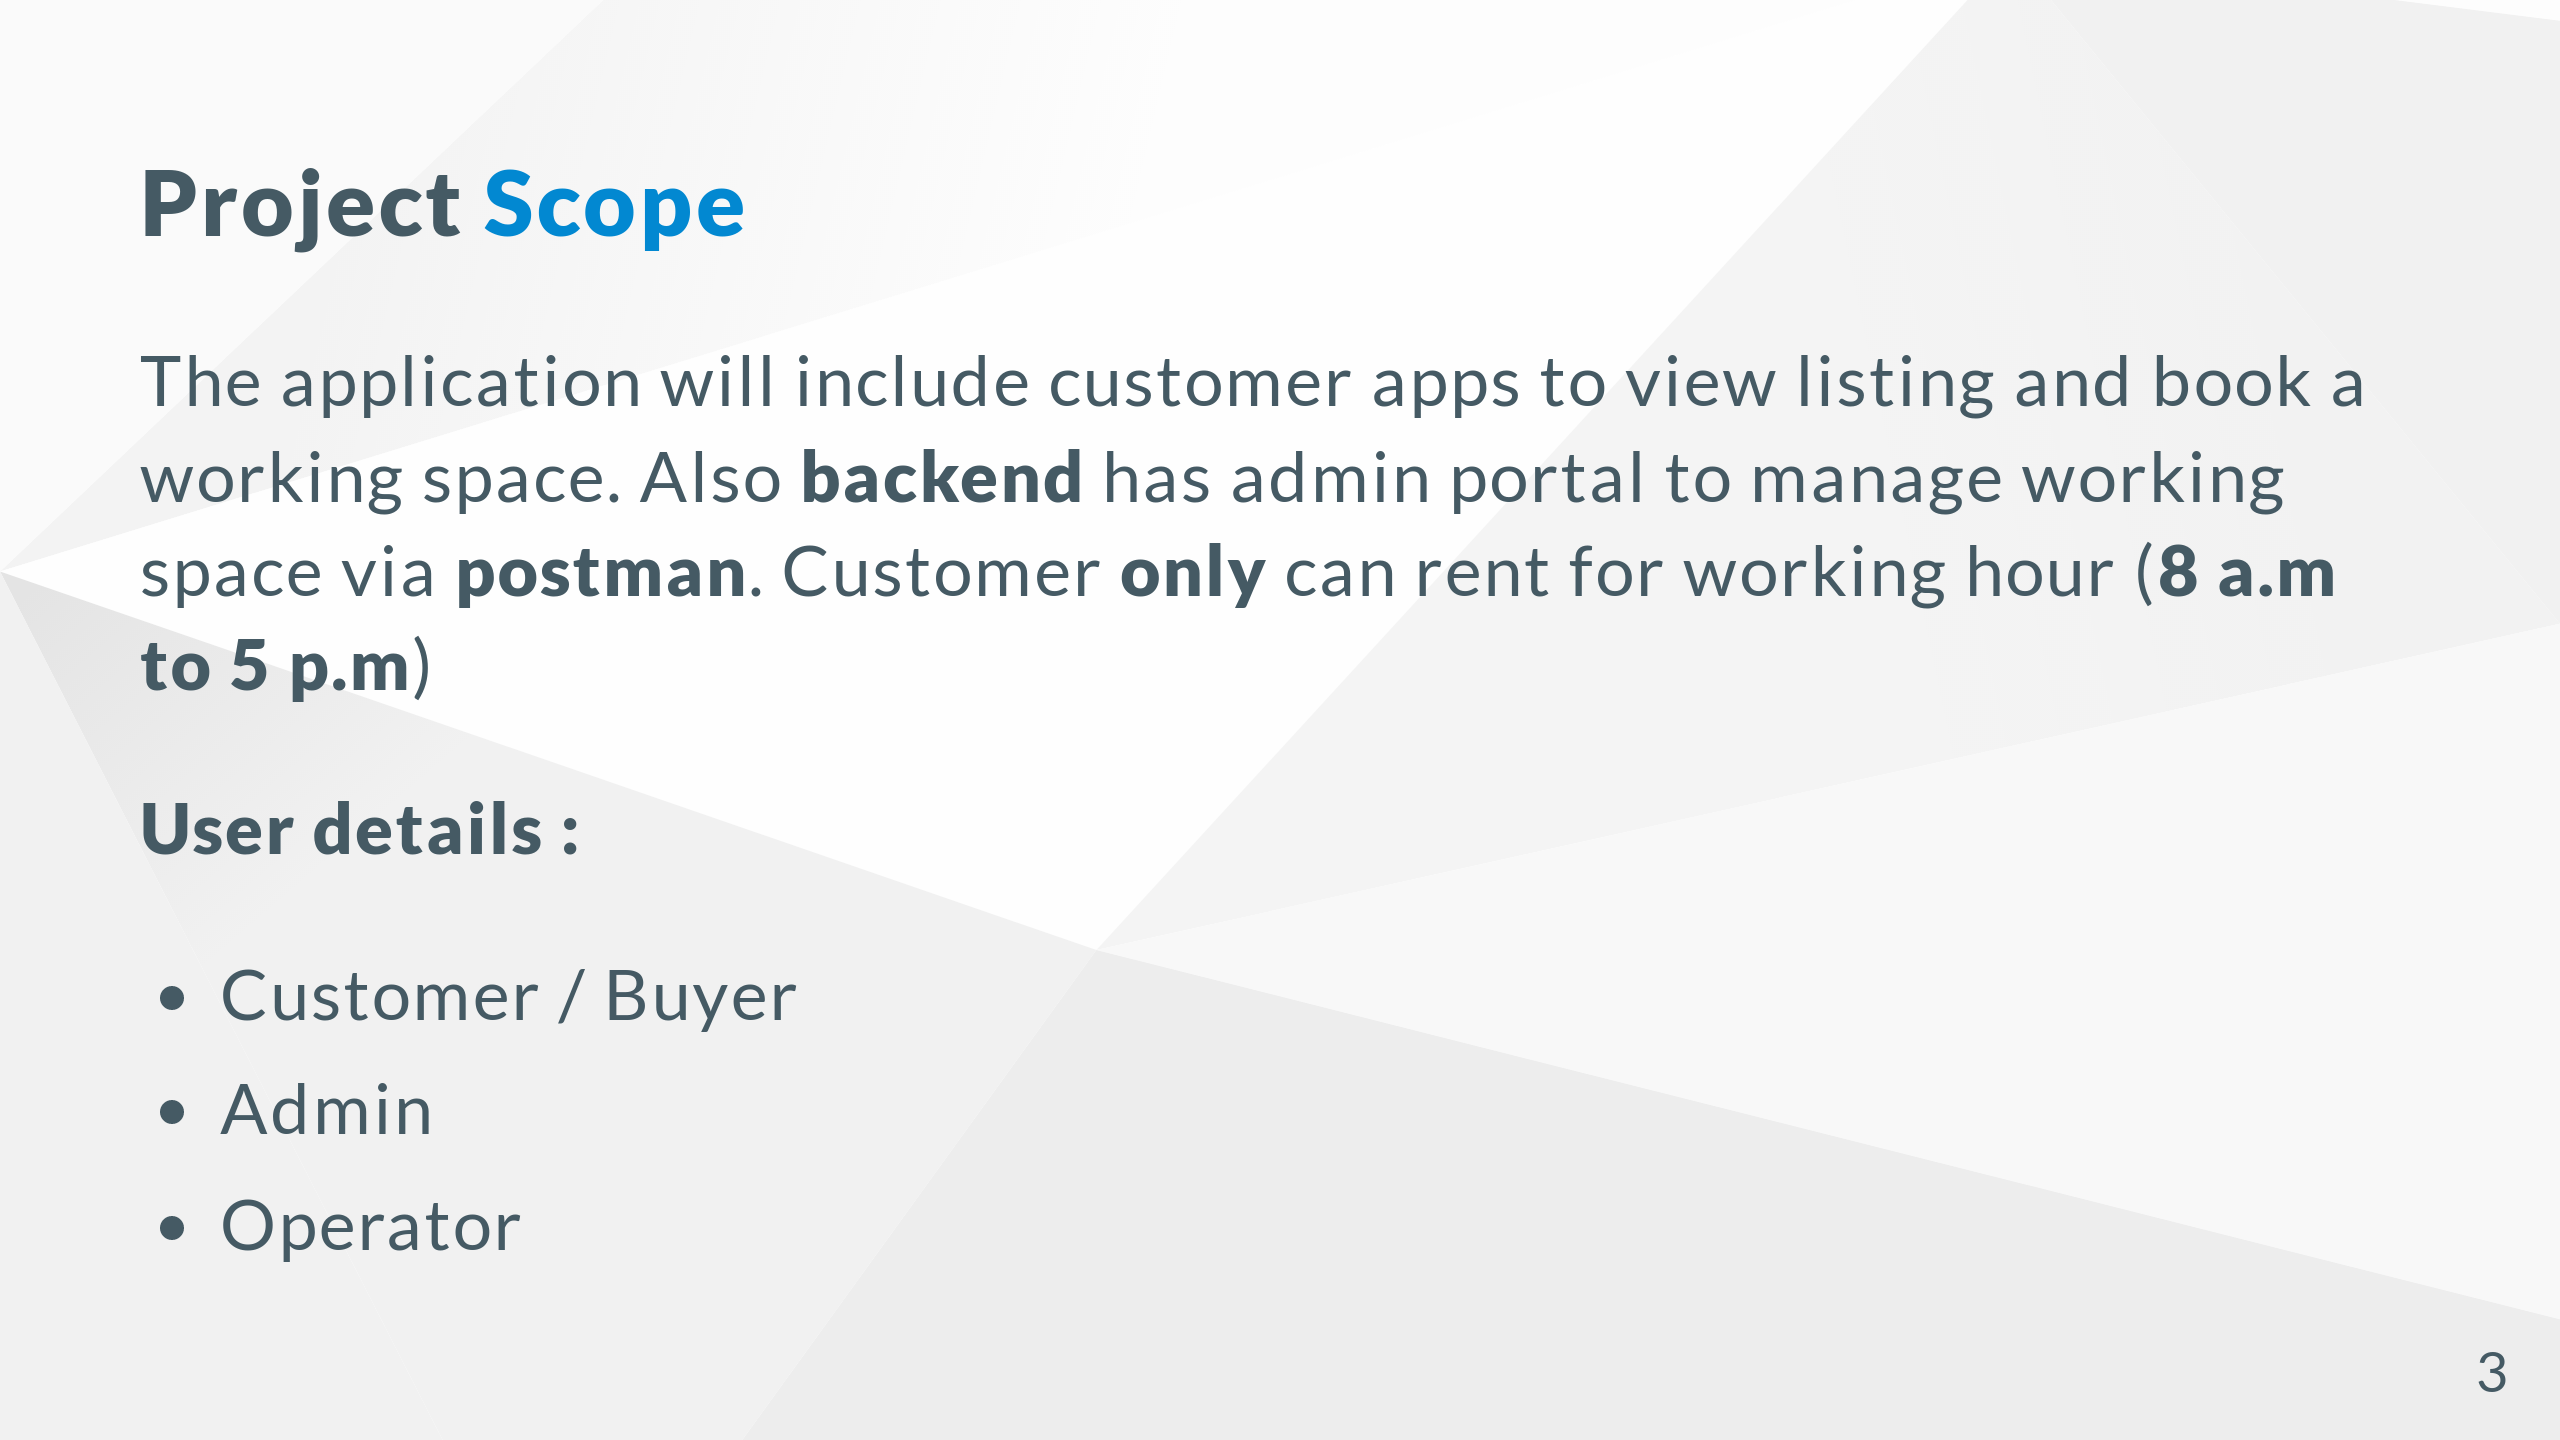 Project Scope
The application will include customer apps to view listing and book a
working space. Also backend has admin portal to manage working
space via postman. Customer only can rent for working hour (8 a.m
to 5 p.m)
User details :
• Customer / Buyer
• Admin
• Operator
3